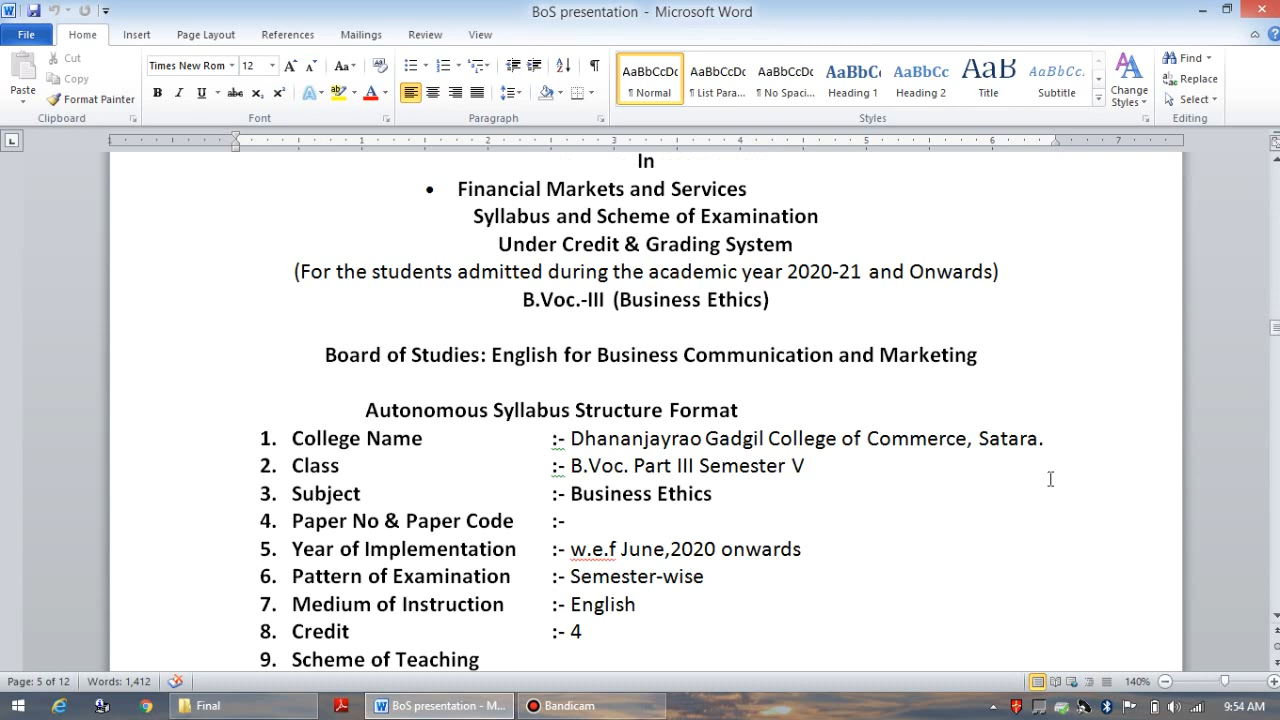 BoS presentation - Microsoft Word
File Home Insert Page Layout References Mailings Review View
Paste
Cut
Copy
Format Painter
Clipboard
Times New Rom 12
Font
Paragraph
AaBbCcDc AaBbCcDc AaBbCcDc AaBbC AaBbCc AaB AaBbCc.
¶ Normal ¶ List Para... ¶ No Spaci... Heading 1 Heading 2 Title Subtitle
Change Styles
Styles
Find
Replace
Select
Editing
1 1 2 3 4 5 6 7
In
• Financial Markets and Services
Syllabus and Scheme of Examination
Under Credit & Grading System
(For the students admitted during the academic year 2020-21 and Onwards)
B.Voc.-III (Business Ethics)
Board of Studies: English for Business Communication and Marketing
Autonomous Syllabus Structure Format
1. College Name :- Dhananjayrao Gadgil College of Commerce, Satara.
2. Class :- B.Voc. Part III Semester V
3. Subject :- Business Ethics
4. Paper No & Paper Code :-
5. Year of Implementation :- w.e.f June,2020 onwards
6. Pattern of Examination :- Semester-wise
7. Medium of Instruction :- English
8. Credit :- 4
9. Scheme of Teaching
Page: 5 of 12 Words: 1,412 140%
Final BoS presentation - M... Bandicam 9:54 AM